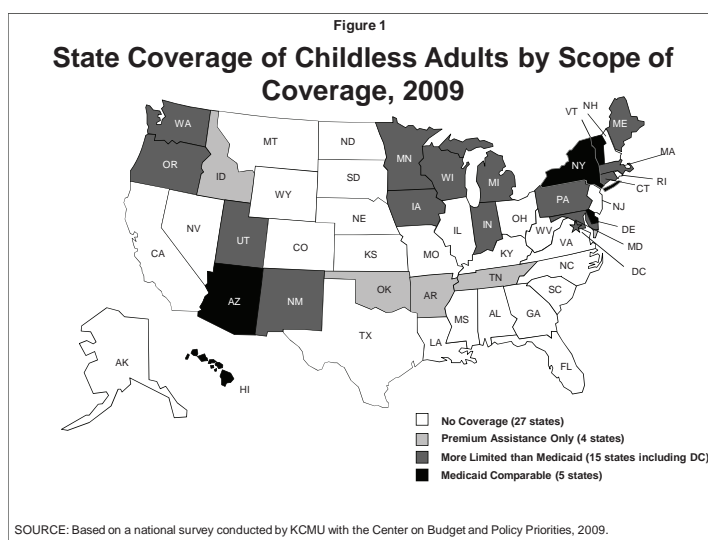 Figure 1
State Coverage of Childless Adults by Scope of
Coverage, 2009
NH
VT
WA
ME
MT
ND
MN
OR
MA
NY
ID
SD
WI
MI
RI
WY
CT
PA
NJ
IA
NE
OH
DE
NV
IN
IL
UT
WV
MD
CO
VA
CA
KS
MO
KY
DC
NC
TN
OK
AZ
NM
AR
SC
MS
AL
GA
TX
LA
AK
FL
HI
No Coverage (27 states)
Premium Assistance Only (4 states)
More Limited than Medicaid (15 states including DC)
Medicaid Comparable (5 states)
SOURCE: Based on a national survey conducted by KCMU with the Center on Budget and Policy Priorities, 2009.